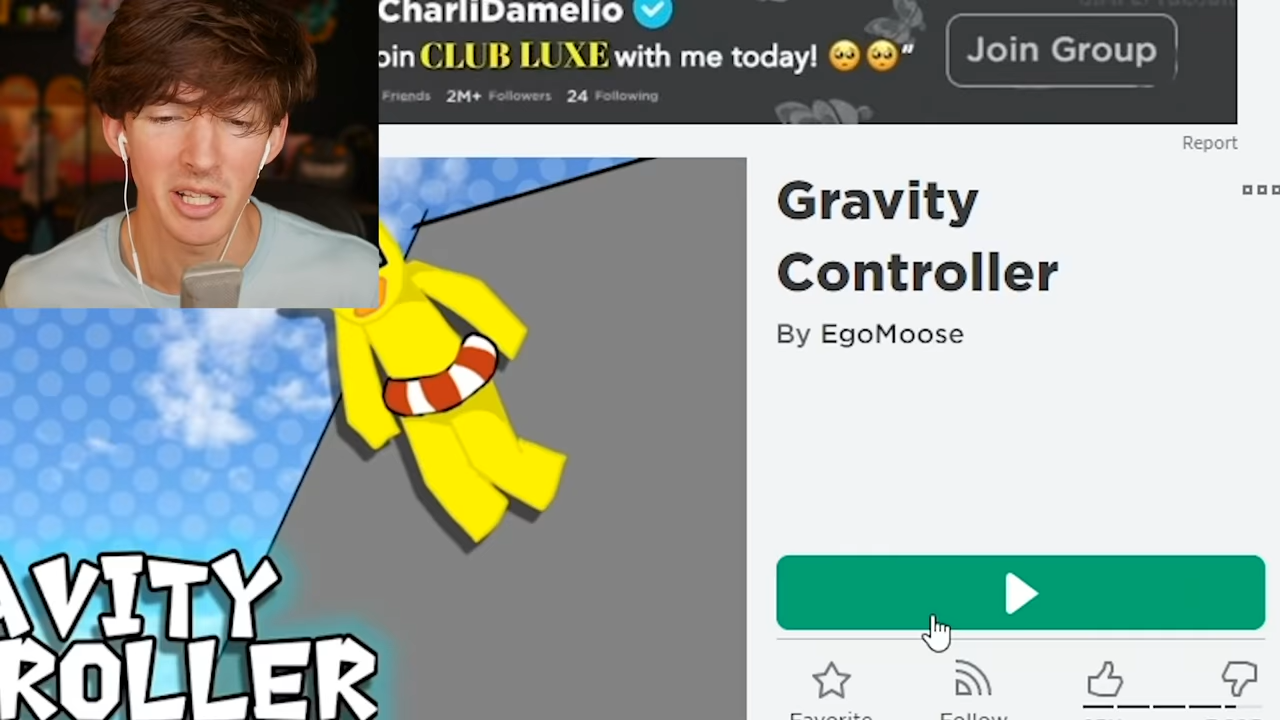 CharliDamelio
oin CLUB LUXE with me today! 🥺🥺”
Join Group
Friends 2M+ Followers 24 Following
Report
Gravity
Controller
By EgoMoose
AVITY
ROLLER
Favorite
Follow